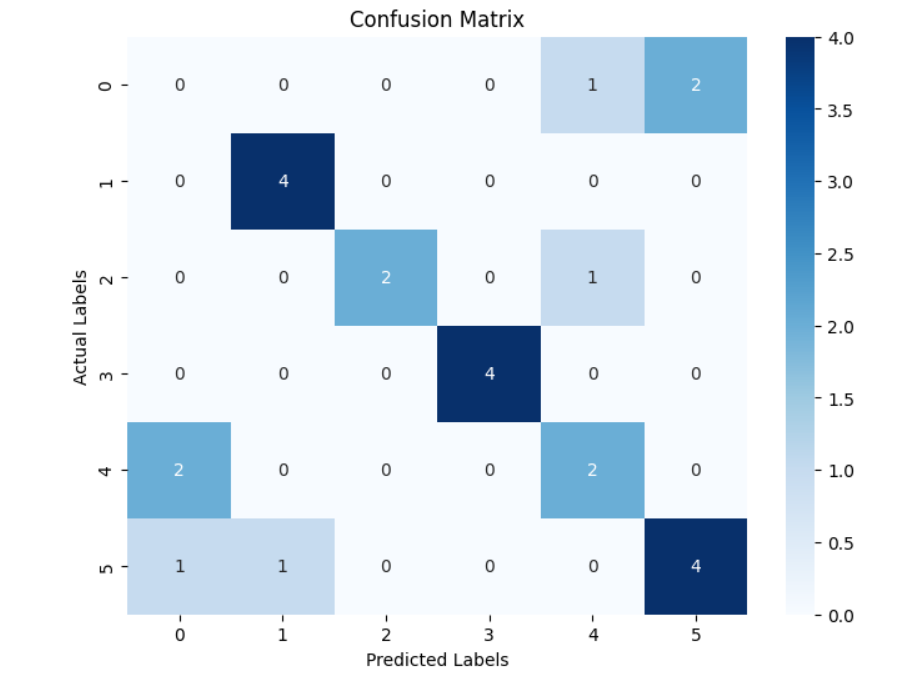 Confusion Matrix
Actual Labels
0 0 0 0 0 1 2
1 0 4 0 0 0 0
2 0 0 2 0 1 0
3 0 0 0 4 0 0
4 2 0 0 0 2 0
5 1 1 0 0 0 4
0 1 2 3 4 5
Predicted Labels
4.0
3.5
3.0
2.5
2.0
1.5
1.0
0.5
0.0